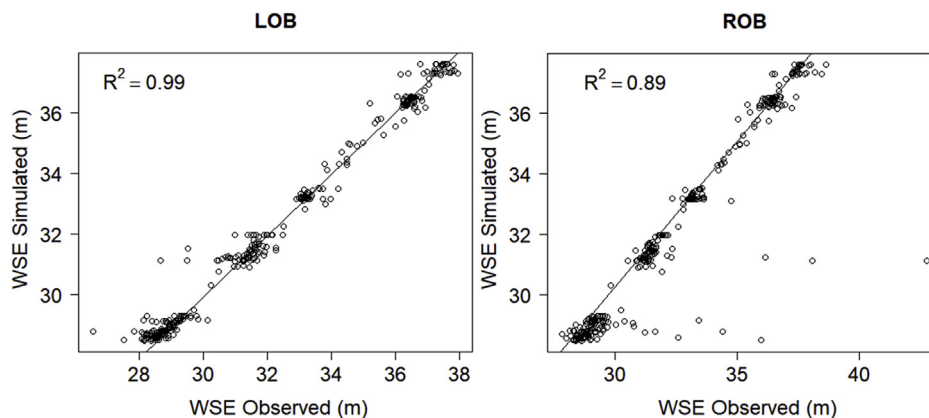 LOB
R² = 0.99
WSE Simulated (m)
36
34
32
30
26 28 30 32 34 36 38
WSE Observed (m)
ROB
R² = 0.89
WSE Simulated (m)
36
34
32
30
30 35 40
WSE Observed (m)